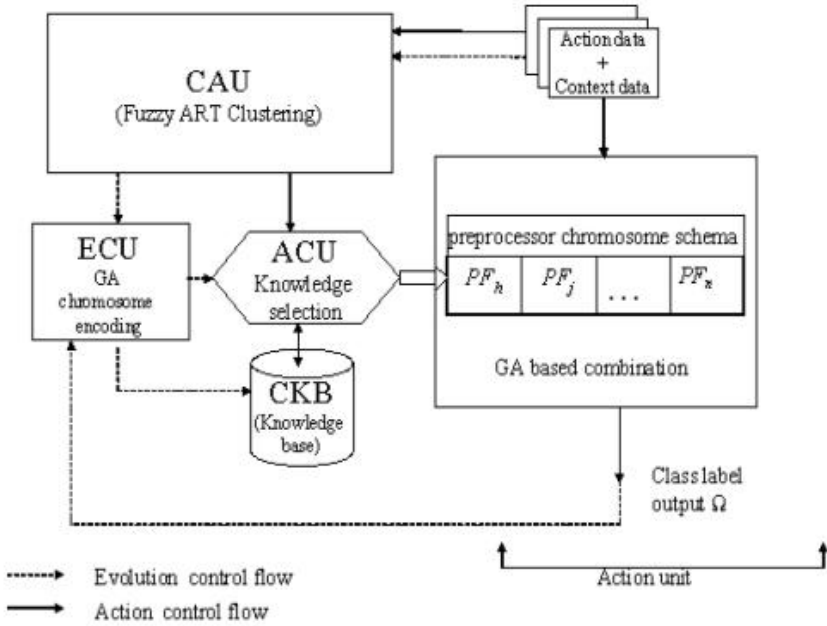 Action data
+
Context data
CAU
(Fuzzy ART Clustering)
ECU
GA
chromosome
encoding
ACU
Knowledge
selection
preprocessor chromosome schema
PF_h PF_j ... PF_n
GA based combination
CKB
(Knowledge
base)
Class label
output Ω
Evolution control flow
Action unit
Action control flow